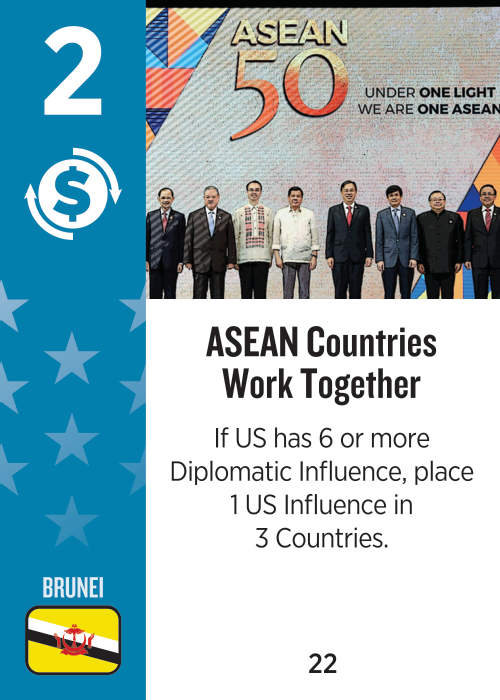 2
$
ASEAN
50
UNDER ONE LIGHT
WE ARE ONE ASEAN
ASEAN Countries
Work Together
If US has 6 or more
Diplomatic Influence, place
1 US Influence in
3 Countries.
BRUNEI
22